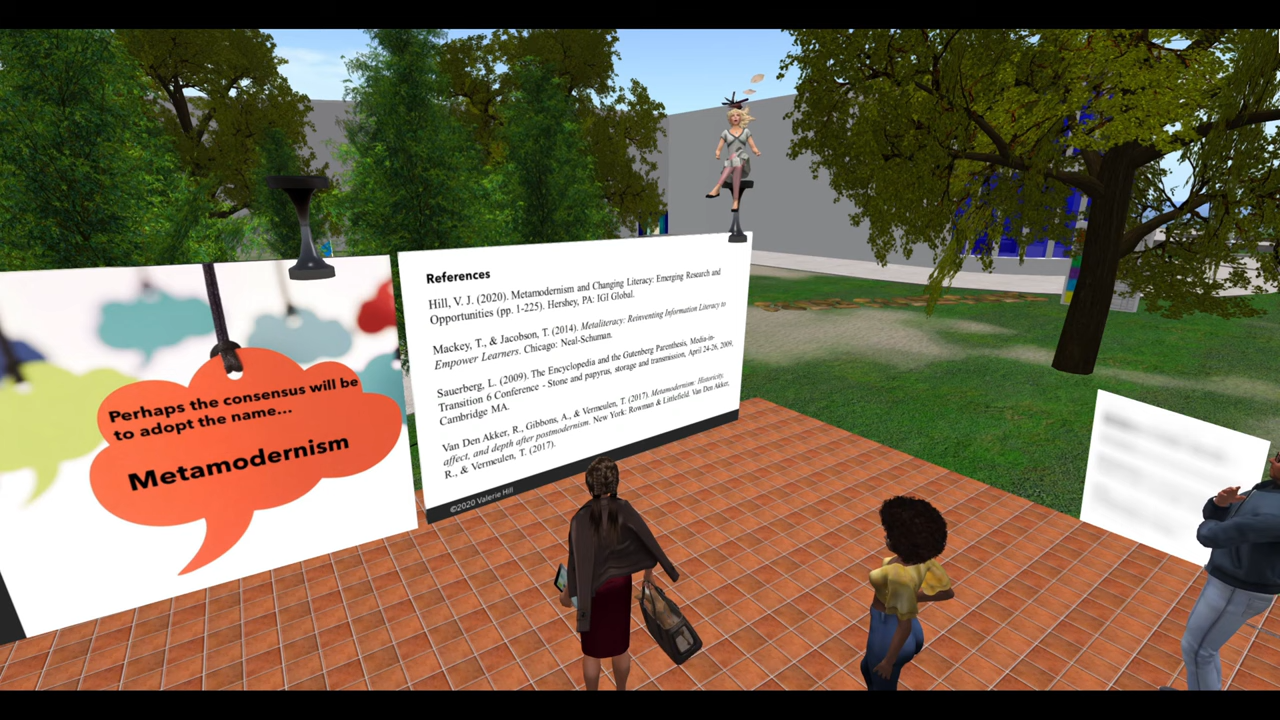 Perhaps the consensus will be
to adopt the name...
Metamodernism
References
Hill, V. J. (2020). Metamodernism and Changing Literacy: Emerging Research and
Opportunities (pp. 1-225). Hershey, PA: IGI Global.
Mackey, T., & Jacobson, T. (2014). Metaliteracy: Reinventing Information Literacy to
Empower Learners. Chicago: Neal-Schuman.
Sauerberg, L. (2009). The Encyclopedia and the Gutenberg Parenthesis, Media-in-
Transition 6 Conference - Stone and papyrus, storage and transmission, April 24-26, 2009,
Cambridge MA.
Van Den Akker, R., Gibbons, A., & Vermeulen, T. (2017). Metamodernism: Historicity,
affect, and depth after postmodernism. New York: Rowman & Littlefield. Van Den Akker,
R., & Vermeulen, T. (2017).
©2020 Valerie Hill